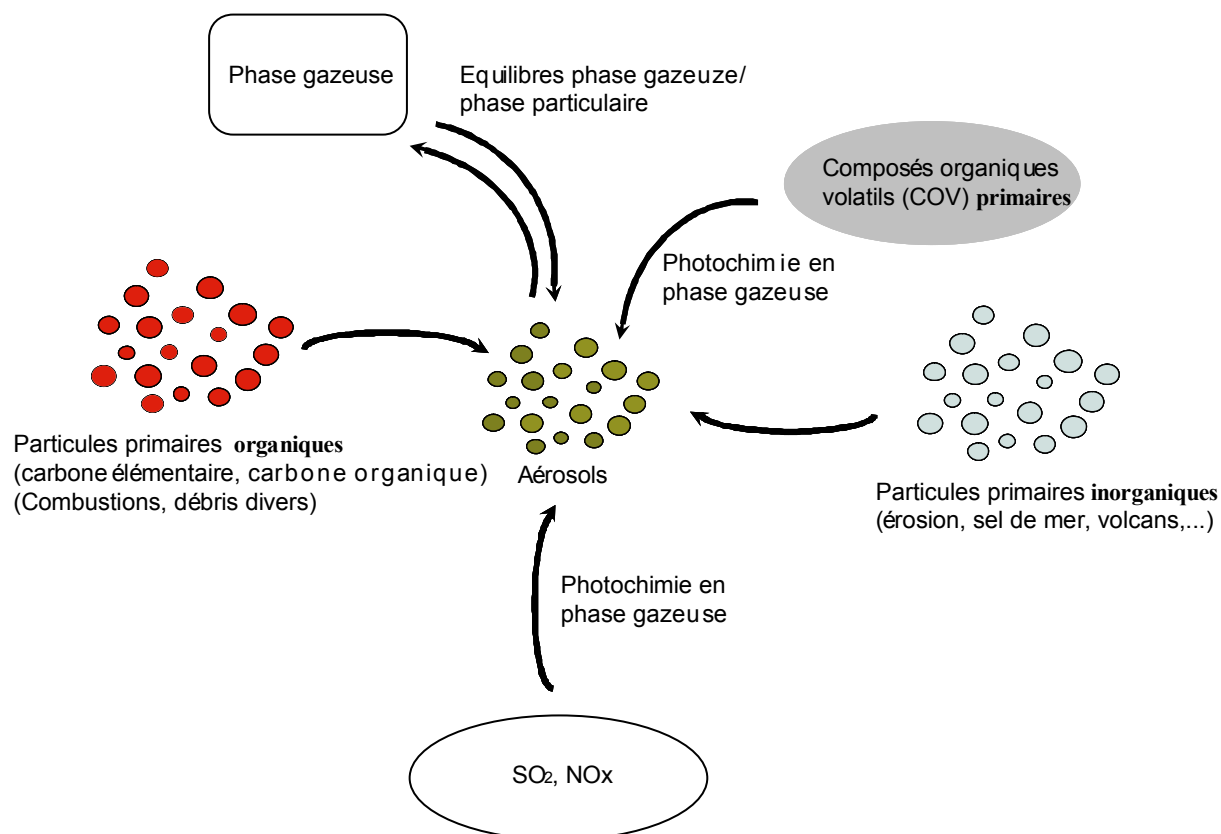 Phase gazeuse
Equilibres phase gazeuze/
phase particulaire
Composés organiques
volatils (COV) primaires
Photochimie en
phase gazeuse
Particules primaires organiques
(carbone élémentaire, carbone organique)
(Combustions, débris divers)
Aérosols
Particules primaires inorganiques
(érosion, sel de mer, volcans,...)
Photochimie en
phase gazeuse
SO₂, NOx